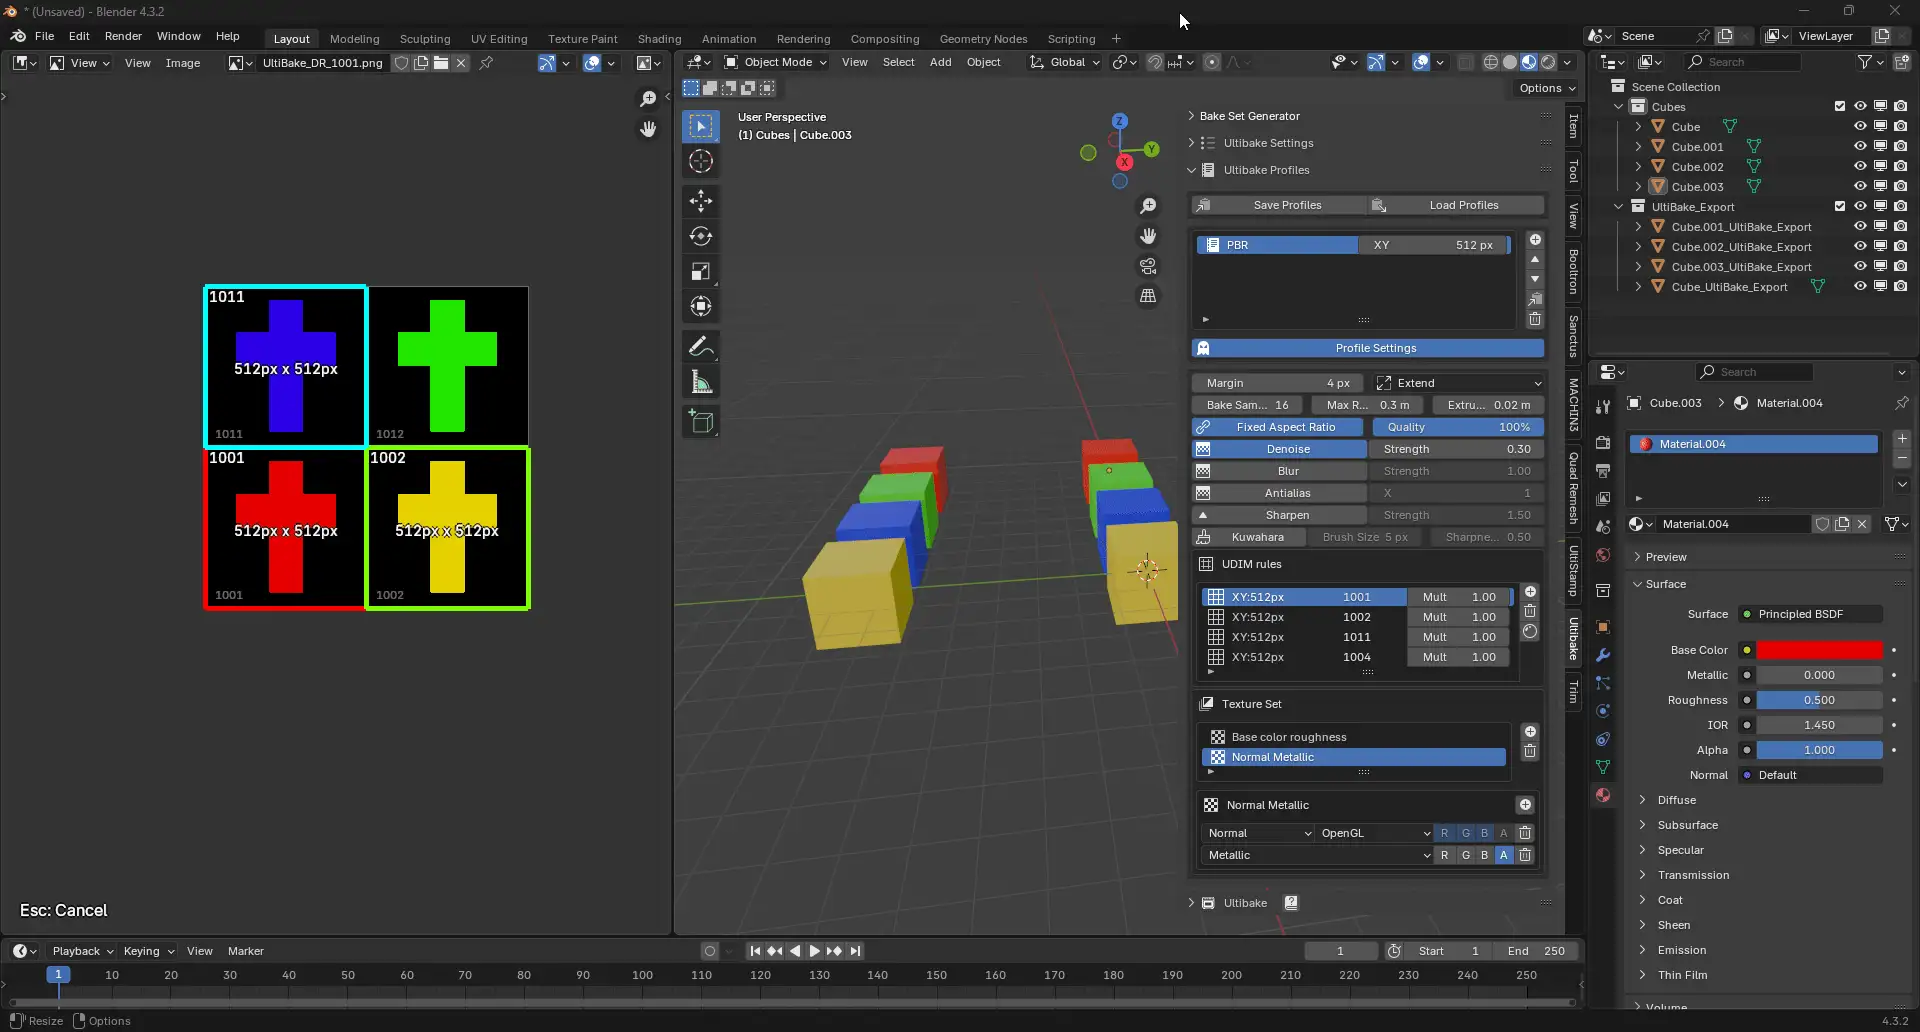 * (Unsaved) - Blender 4.3.2
File Edit Render Window Help
Layout Modeling Sculpting UV Editing Texture Paint Shading Animation Rendering Compositing Geometry Nodes Scripting +
Scene
ViewLayer
View View Image
UltiBake_DR_1001.png
Object Mode View Select Add Object
Global
Options
User Perspective
(1) Cubes | Cube.003
Z
Y
X
1011
512px x 512px
1011
1012
1001
512px x 512px
1001
1002
512px x 512px
1002
Esc: Cancel
Bake Set Generator
Ultibake Settings
Ultibake Profiles
Save Profiles
Load Profiles
PBR XY 512 px
Profile Settings
Margin 4 px Extend
Bake Sam... 16 Max R... 0.3 m Extru... 0.02 m
Fixed Aspect Ratio Quality 100%
Denoise Strength 0.30
Blur Strength 1.00
Antialias X 1
Sharpen Strength 1.50
Kuwahara Brush Size 5 px Sharpne... 0.50
UDIM rules
XY:512px 1001 Mult 1.00
XY:512px 1002 Mult 1.00
XY:512px 1011 Mult 1.00
XY:512px 1004 Mult 1.00
Texture Set
Base color roughness
Normal Metallic
Normal Metallic
Normal OpenGL R G B A
Metallic R G B A
Ultibake
Item
Tool
View
Booltron
Sanctus
MACHIN3
Quad Remesh
UltiStamp
Ultibake
Trim
Search
Scene Collection
Cubes
Cube
Cube.001
Cube.002
Cube.003
UltiBake_Export
Cube.001_UltiBake_Export
Cube.002_UltiBake_Export
Cube.003_UltiBake_Export
Cube_UltiBake_Export
Search
Cube.003 > Material.004
Material.004
Material.004
Preview
Surface
Surface Principled BSDF
Base Color
Metallic 0.000
Roughness 0.500
IOR 1.450
Alpha 1.000
Normal Default
Diffuse
Subsurface
Specular
Transmission
Coat
Sheen
Emission
Thin Film
Volume
Playback Keying View Marker
1 Start 1 End 250
1 10 20 30 40 50 60 70 80 90 100 110 120 130 140 150 160 170 180 190 200 210 220 230 240 250
Resize Options
4.3.2